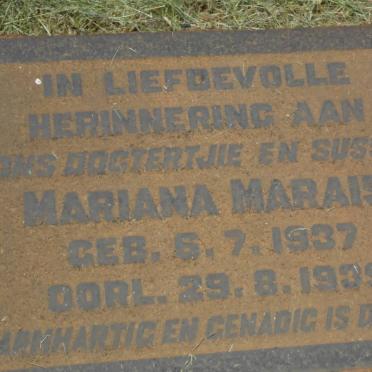 IN LIEFDEVOLLE
HERINNERING AAN
ONS DOGTERTJIE EN
MARIANA MARAIS
GEB. 6. 7. 1937
OORL. 29. 8. 1939
EN GENADIG IS